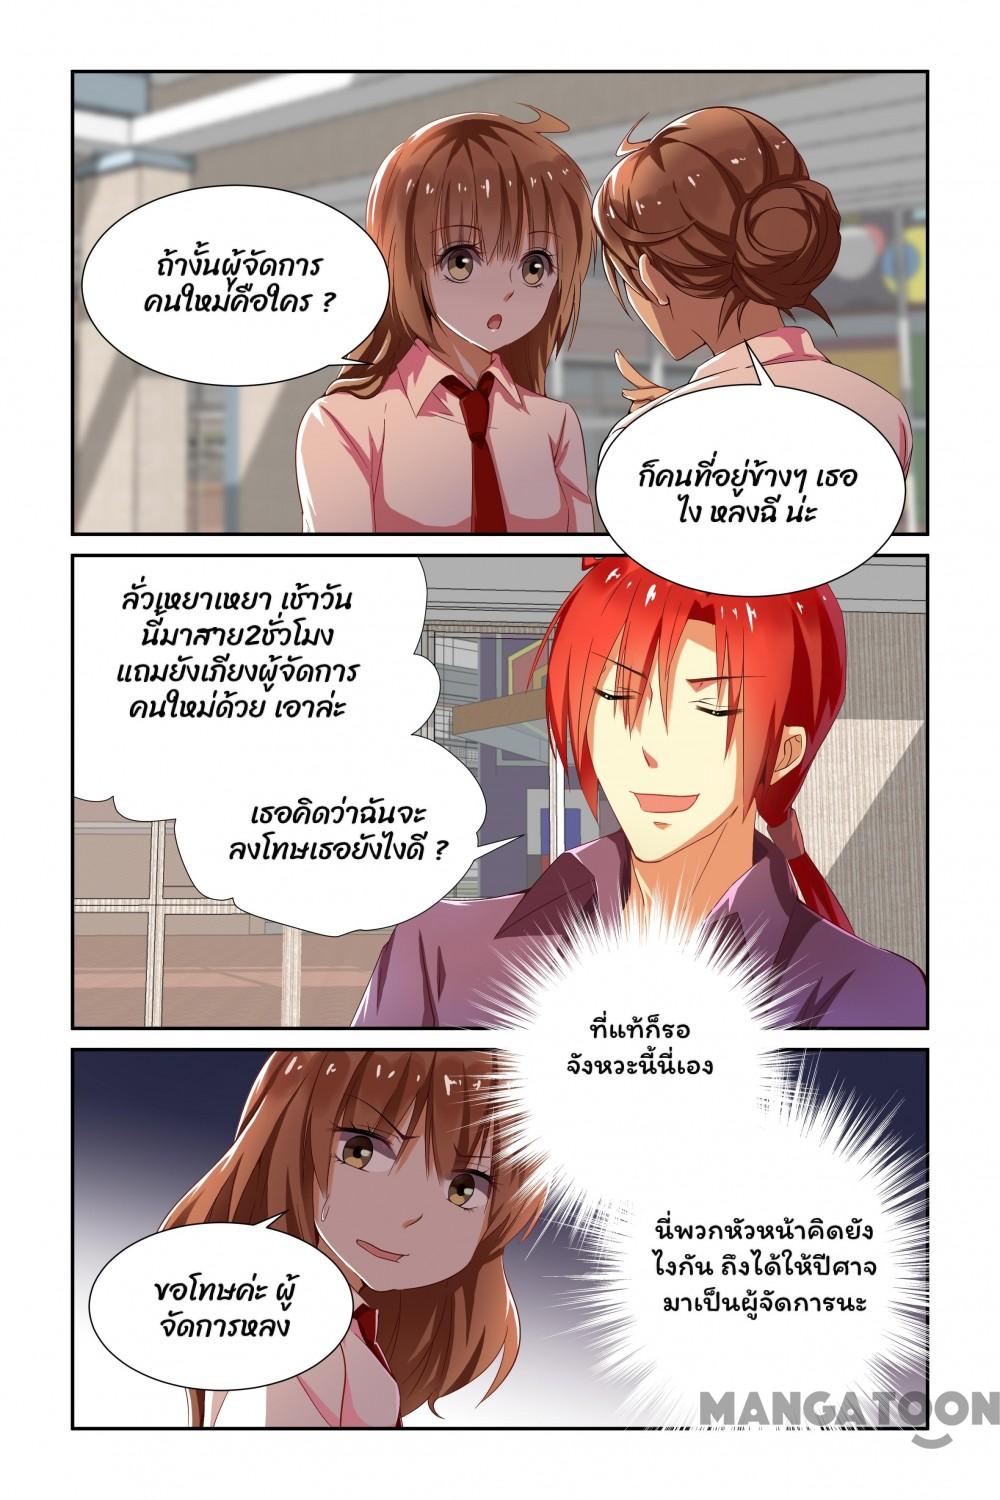 ถ้างั้นผู้จัดการ
คนใหม่คือใคร ?
ก็คนที่อยู่ข้างๆ เธอ
ไง หลงฉี น่ะ
ลั่วเหยาเหยา เช้าวัน
นี้มาสาย2ชั่วโมง
แถมยังเถียงผู้จัดการ
คนใหม่ด้วย เอาล่ะ
เธอคิดว่าฉันจะ
ลงโทษเธอยังไงดี ?
ที่แท้ก็รอ
จังหวะนี้นี่เอง
นี่พวกหัวหน้าคิดยัง
ไงกัน ถึงได้ให้ปีศาจ
มาเป็นผู้จัดการนะ
ขอโทษค่ะ ผู้
จัดการหลง
MANGATOON